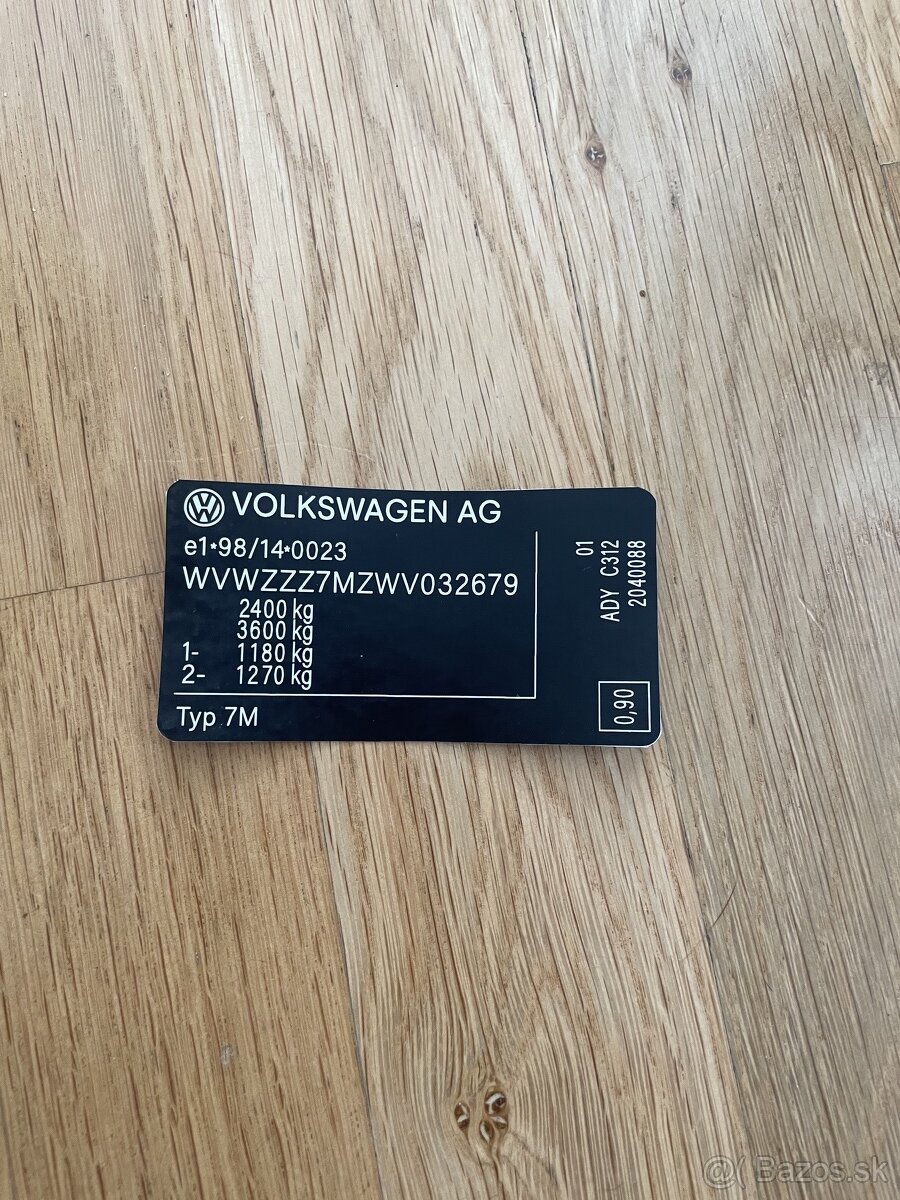 VOLKSWAGEN AG
e1*98/14*0023
WVWZZZ7MZWV032679
2400 kg
3600 kg
1- 1180 kg
2- 1270 kg
Typ 7M
01
ADY C312
2040088
0,90
@( Bazos.sk